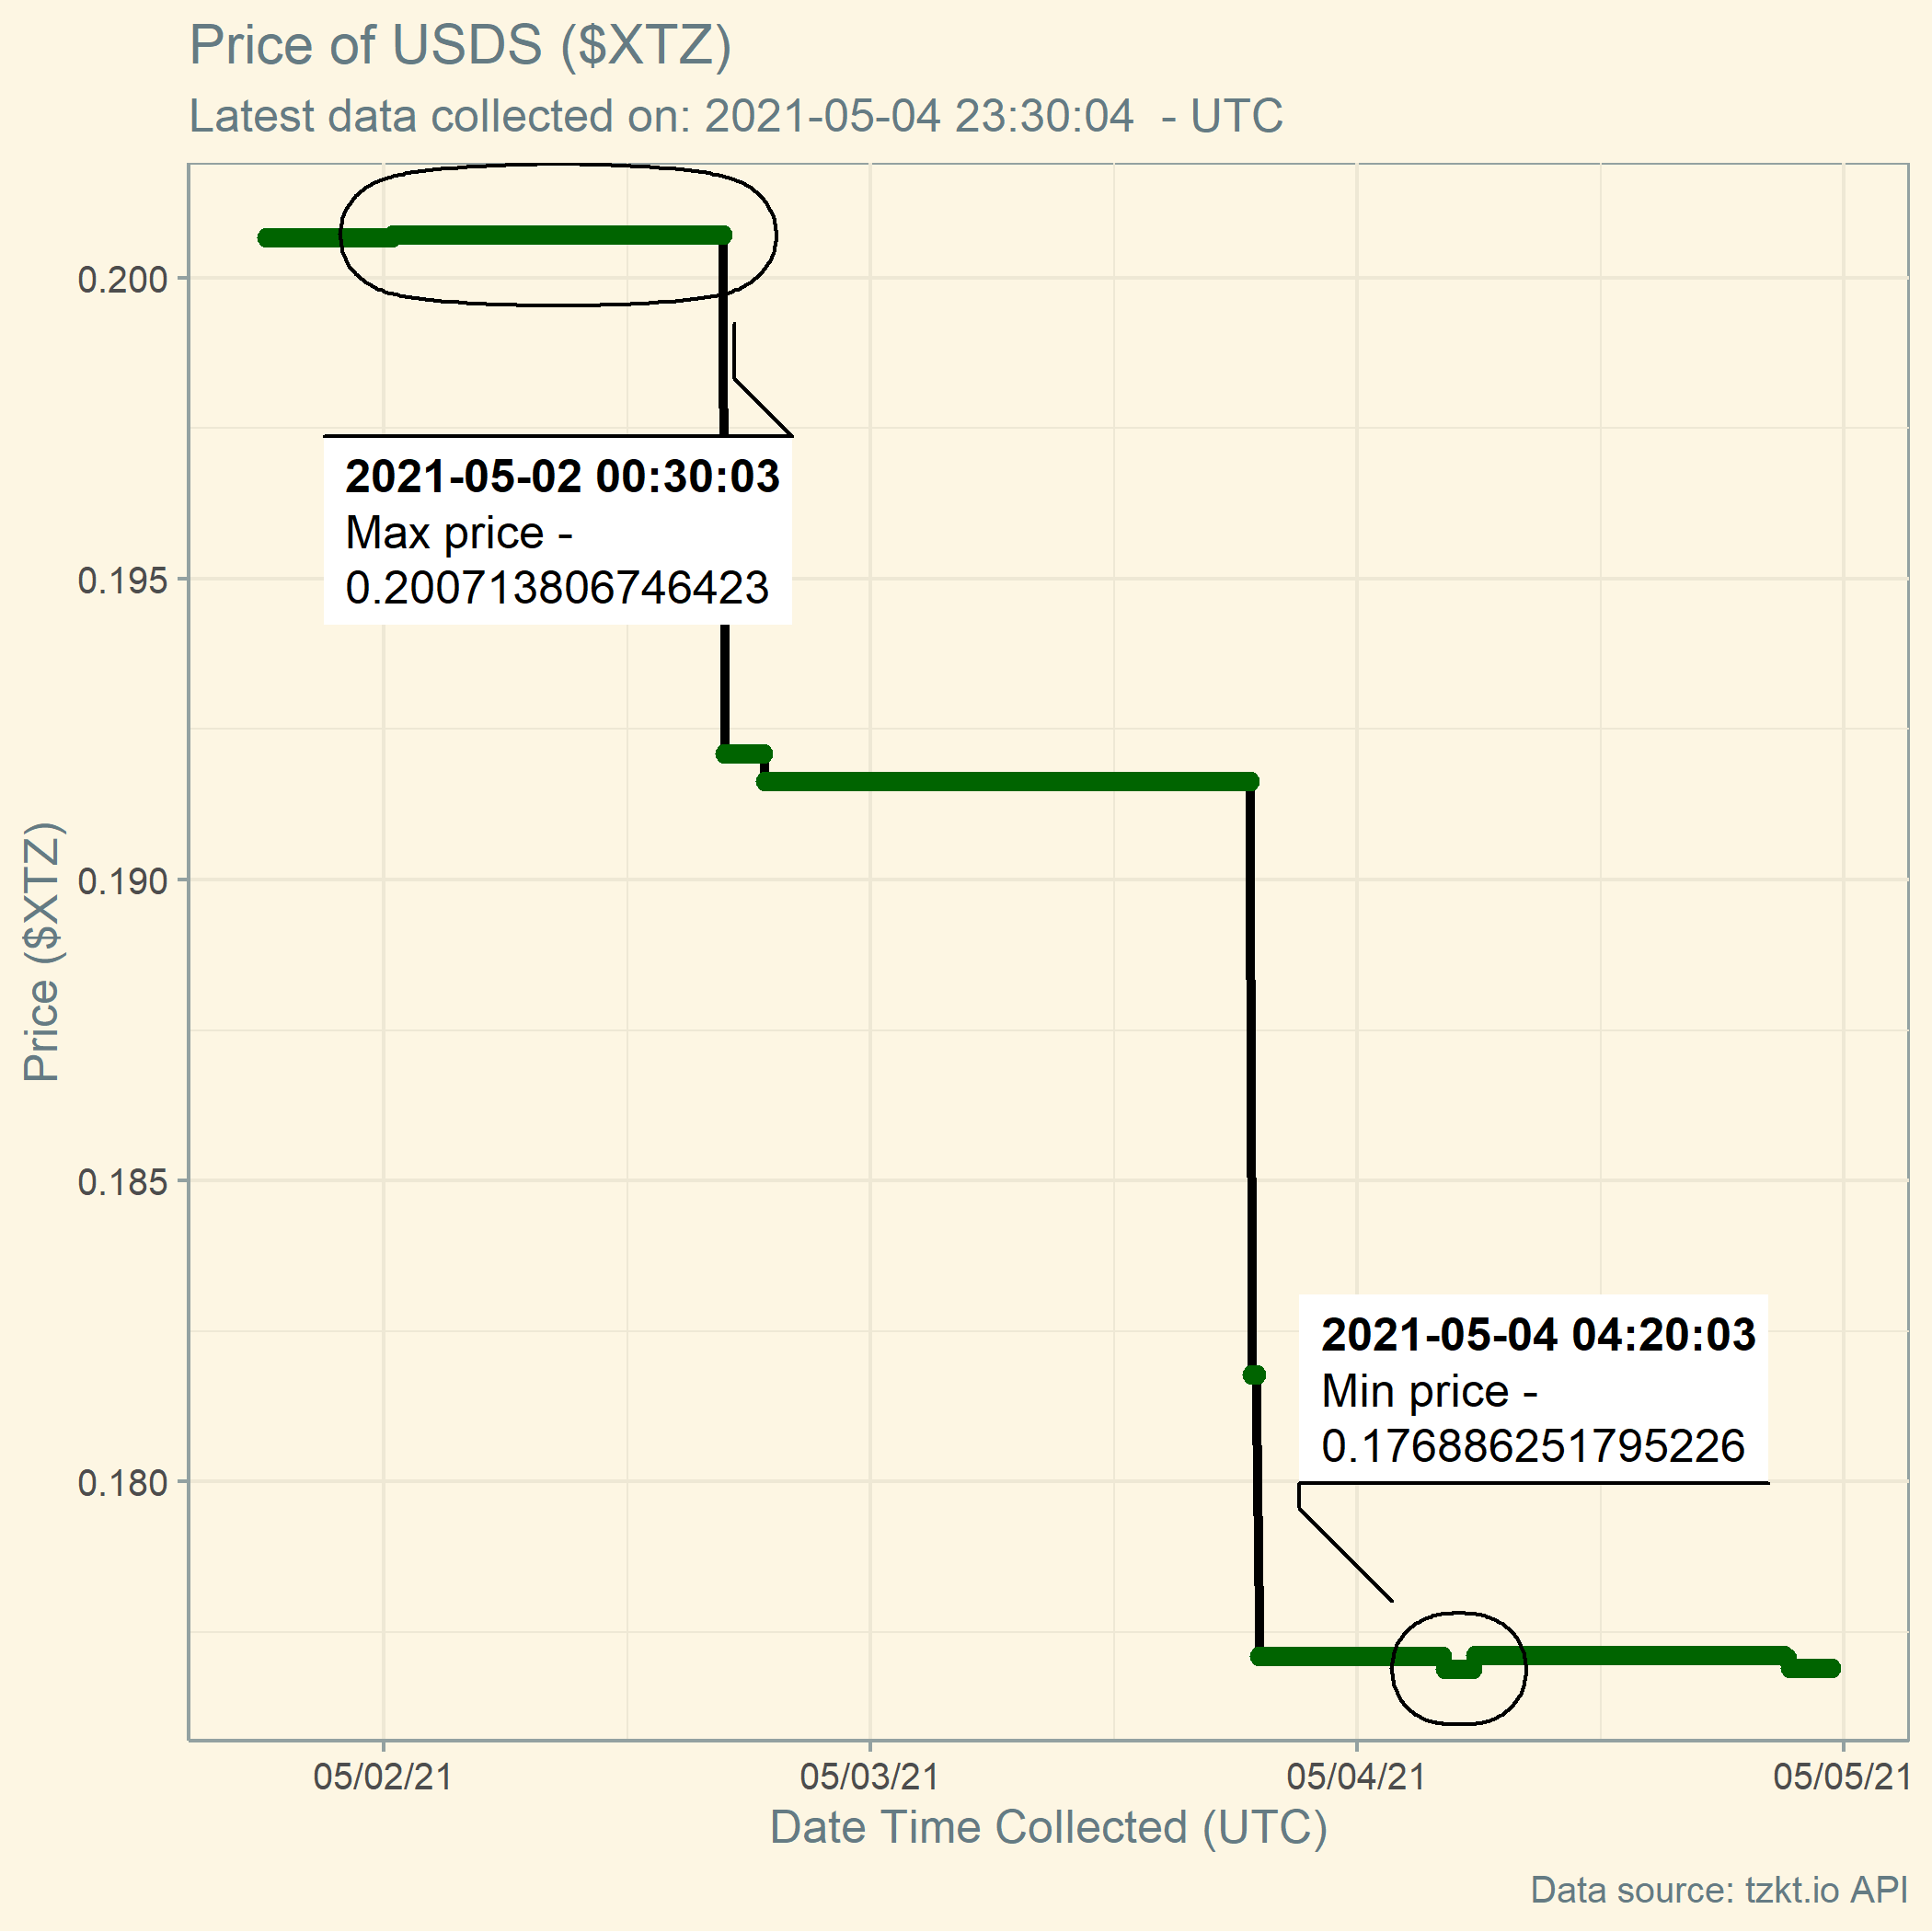 Price of USDS ($XTZ)
Latest data collected on: 2021-05-04 23:30:04  - UTC
0.200
2021-05-02 00:30:03
Max price -
0.200713806746423
0.195
0.190
Price ($XTZ)
0.185
2021-05-04 04:20:03
Min price -
0.176886251795226
0.180
05/02/21 05/03/21 05/04/21 05/05/21
Date Time Collected (UTC)
Data source: tzkt.io API